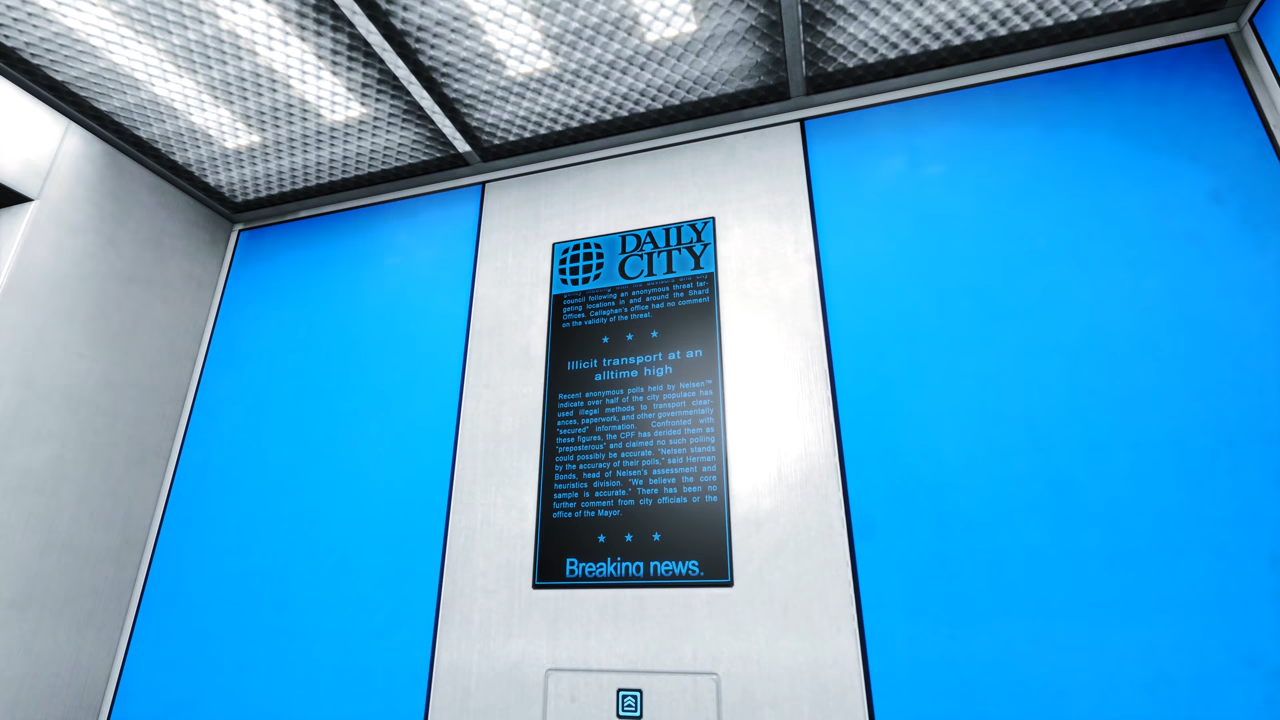 DAILY
CITY
council following an anonymous threat tar-
geting locations in and around the Shard
Offices. Callaghan's office had no comment
on the validity of the threat.
Illicit transport at an
alltime high
Recent anonymous polls held by Nelsen™
indicate over half of the city populace has
used illegal methods to transport clear-
ances, paperwork, and other governmentally
"secured" information. Confronted with
these figures, the CPF has derided them as
"preposterous" and claimed no such polling
could possibly be accurate. "Nelsen stands
by the accuracy of their polls," said Herman
Bonds, head of Nelsen's assessment and
heuristics division. "We believe the core
sample is accurate." There has been no
further comment from city officials or the
office of the Mayor.
Breaking news.